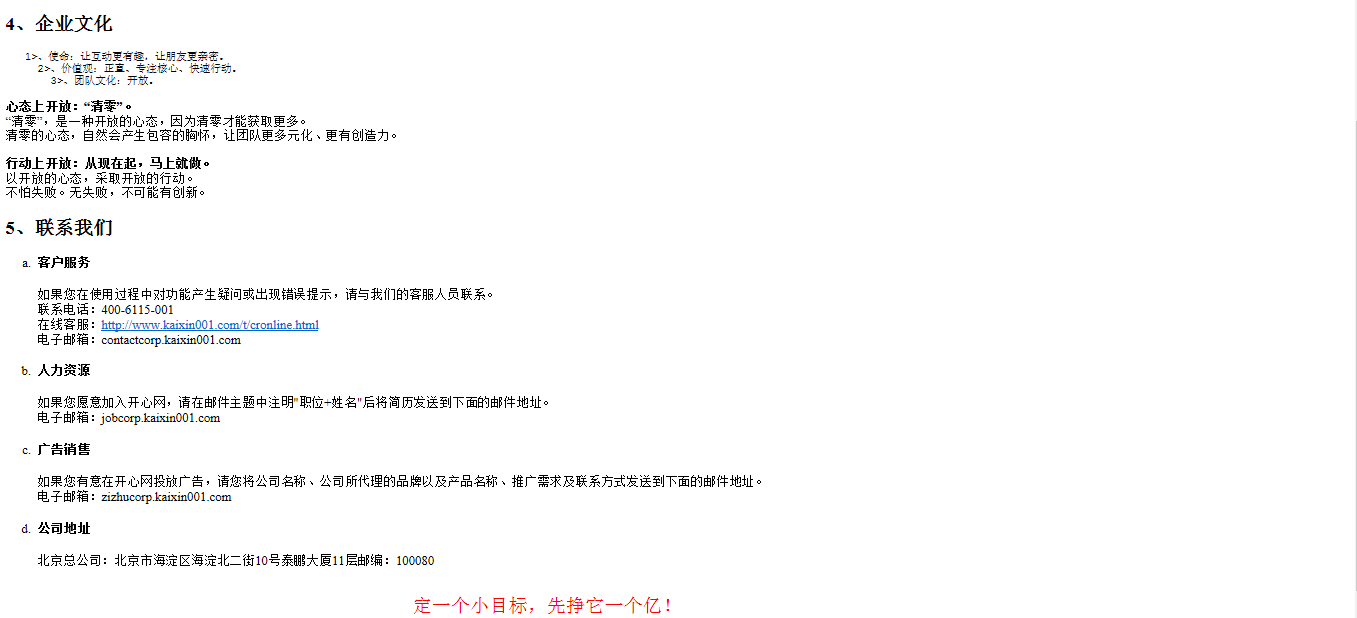 4、企业文化
1>、使命：让互动更有趣，让朋友更亲密。
2>、价值观：正直、专注核心、快速行动。
3>、团队文化：开放。
心态上开放：“清零”。
“清零”，是一种开放的心态，因为清零才能获取更多。
清零的心态，自然会产生包容的胸怀，让团队更多元化、更有创造力。
行动上开放：从现在起，马上就做。
以开放的心态，采取开放的行动。
不怕失败。无失败，不可能有创新。
5、联系我们
a. 客户服务
如果您在使用过程中对功能产生疑问或出现错误提示，请与我们的客服人员联系。
联系电话：400-6115-001
在线客服：http://www.kaixin001.com/t/cronline.html
电子邮箱：contactcorp.kaixin001.com
b. 人力资源
如果您愿意加入开心网，请在邮件主题中注明"职位+姓名"后将简历发送到下面的邮件地址。
电子邮箱：jobcorp.kaixin001.com
c. 广告销售
如果您有意在开心网投放广告，请您将公司名称、公司所代理的品牌以及产品名称、推广需求及联系方式发送到下面的邮件地址。
电子邮箱：zizhucorp.kaixin001.com
d. 公司地址
北京总公司：北京市海淀区海淀北二街10号泰鹏大厦11层邮编：100080
定一个小目标，先挣它一个亿！